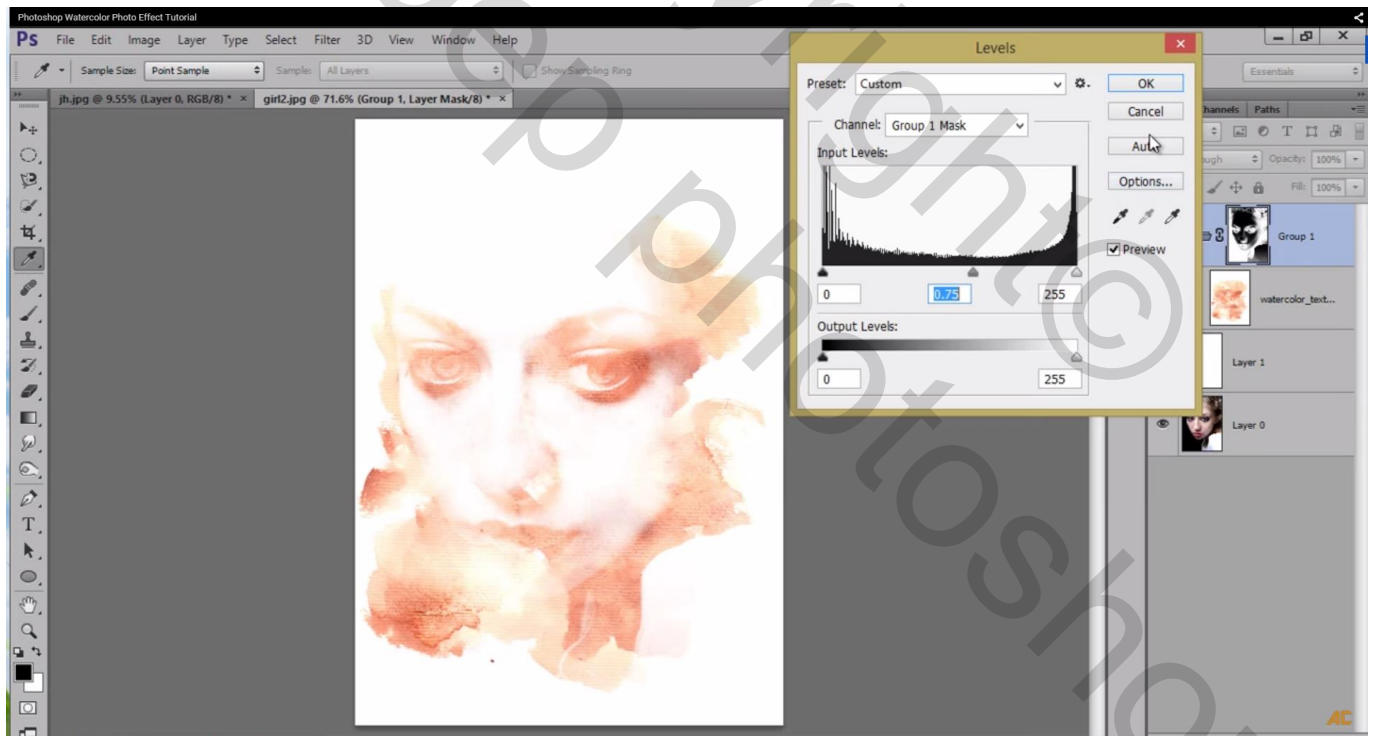 Photoshop Watercolor Photo Effect Tutorial
Ps File Edit Image Layer Type Select Filter 3D View Window Help
Sample Size: Point Sample Sample: All Layers Show Sampling Ring
Essentials
jh.jpg @ 9.55% (Layer 0, RGB/8) * × girl2.jpg @ 71.6% (Group 1, Layer Mask/8) * ×
Levels
Preset: Custom
OK
Channel: Group 1 Mask
Cancel
Input Levels:
Auto
Options...
Preview
0 0.75 255
Output Levels:
0 255
Paths
Opacity: 100%
Fill: 100%
Group 1
watercolor_text...
Layer 1
Layer 0
AC